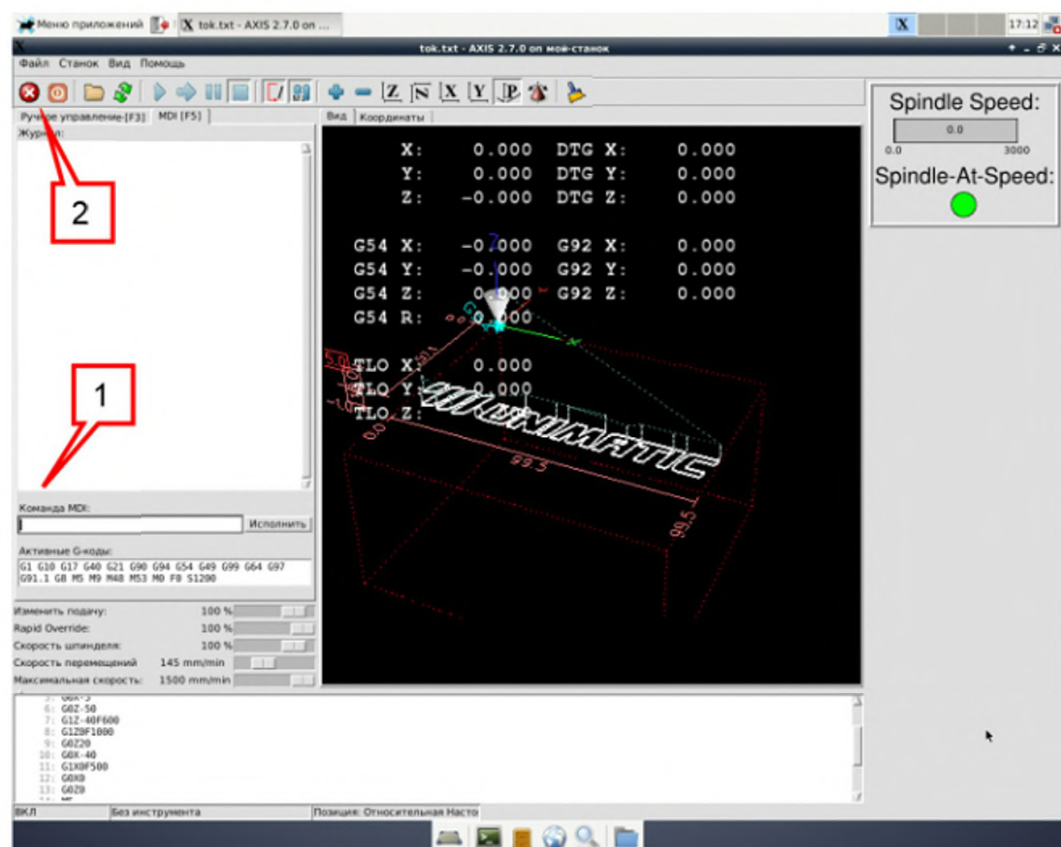 Меню приложений
X tok.txt - AXIS 2.7.0 on ...
17:12
tok.txt - AXIS 2.7.0 on мой-станок
Файл Станок Вид Помощь
Z N X Y P
Ручное управление-[F3] MDI [F5]
Журнал:
2
1
Команда MDI:
Исполнить
Активные G-коды:
G1 G10 G17 G40 G21 G90 G94 G54 G49 G99 G64 G97
G91.1 G8 M5 M9 M48 M53 M0 F0 S1200
Изменить подачу: 100 %
Rapid Override: 100 %
Скорость шпинделя: 100 %
Скорость перемещений 145 mm/min
Максимальная скорость: 1500 mm/min
Вид Координаты
X: 0.000 DTG X: 0.000
Y: 0.000 DTG Y: 0.000
Z: -0.000 DTG Z: 0.000
G54 X: -0.000 G92 X: 0.000
G54 Y: -0.000 G92 Y: 0.000
G54 Z: 0.000 G92 Z: 0.000
G54 R: 0.000
TLO X: 0.000
TLO Y: 0.000
TLO Z:
UNIMATIC
0.0
99.5
99.5
Spindle Speed:
0.0
0.0 3000
Spindle-At-Speed:
5: G0X-5
6: G0Z-50
7: G1Z-40F600
8: G1Z0F1000
9: G0Z20
10: G0X-40
11: G1X0F500
12: G0X0
13: G0Z0
ВКЛ Без инструмента Позиция: Относительная Насто